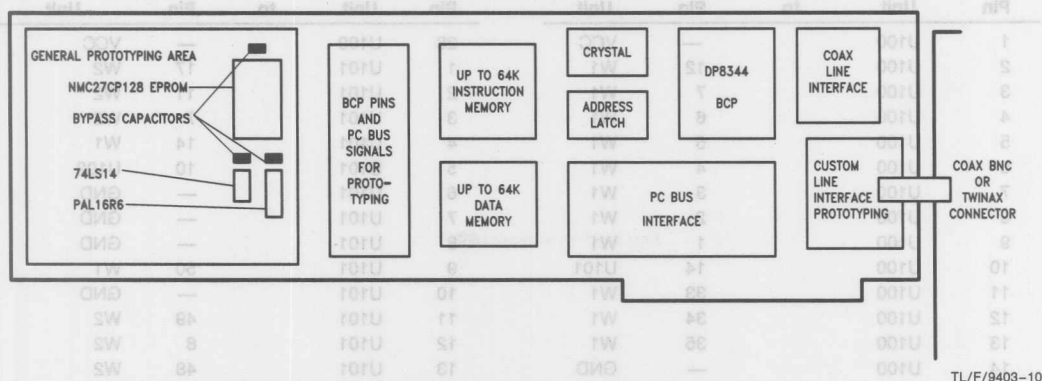 GENERAL PROTOTYPING AREA
NMC27CP128 EPROM
BYPASS CAPACITORS
74LS14
PAL16R6
BCP PINS
AND
PC BUS
SIGNALS
FOR
PROTO-
TYPING
UP TO 64K
INSTRUCTION
MEMORY
UP TO 64K
DATA
MEMORY
CRYSTAL
ADDRESS
LATCH
DP8344
BCP
PC BUS
INTERFACE
COAX
LINE
INTERFACE
CUSTOM
LINE
INTERFACE
PROTOTYPING
COAX BNC
OR
TWINAX
CONNECTOR
TL/F/9403-10